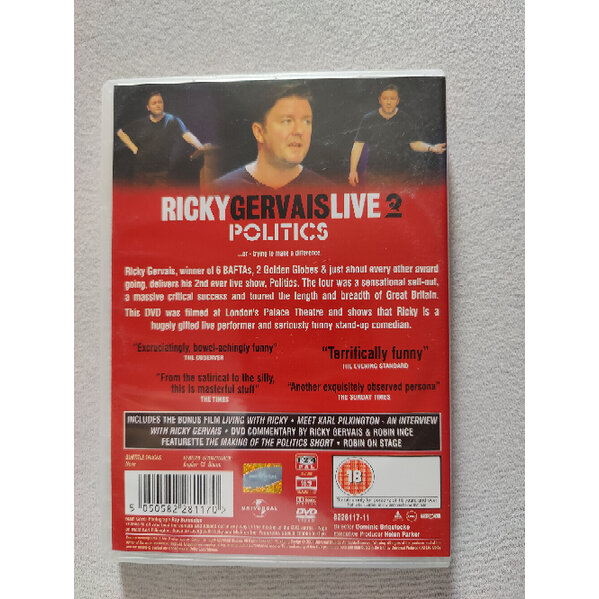 RICKYGERVAISLIVE 2
POLITICS
...or - trying to make a difference
Ricky Gervais, winner of 6 BAFTAs, 2 Golden Globes & just about every other award
going, delivers his 2nd ever live show, Politics. The tour was a sensational sell-out,
a massive critical success and toured the length and breadth of Great Britain.
This DVD was filmed at London's Palace Theatre and shows that Ricky is a
hugely gifted live performer and seriously funny stand-up comedian.
"Excruciatingly, bowel-achingly funny"
THE OBSERVER
"Terrifically funny"
THE EVENING STANDARD
"From the satirical to the silly,
this is masterful stuff"
THE TIMES
"Another exquisitely observed persona"
THE SUNDAY TIMES
INCLUDES THE BONUS FILM LIVING WITH RICKY • MEET KARL PILKINGTON - AN INTERVIEW
WITH RICKY GERVAIS • DVD COMMENTARY BY RICKY GERVAIS & ROBIN INCE
FEATURETTE THE MAKING OF THE POLITICS SHORT • ROBIN ON STAGE
SUBTITLE TRACKS
None
PAL
18
5 050582 281170
UNIVERSAL
DVD
8228117-11
Director Dominic Brigstocke
Executive Producer Helen Parker